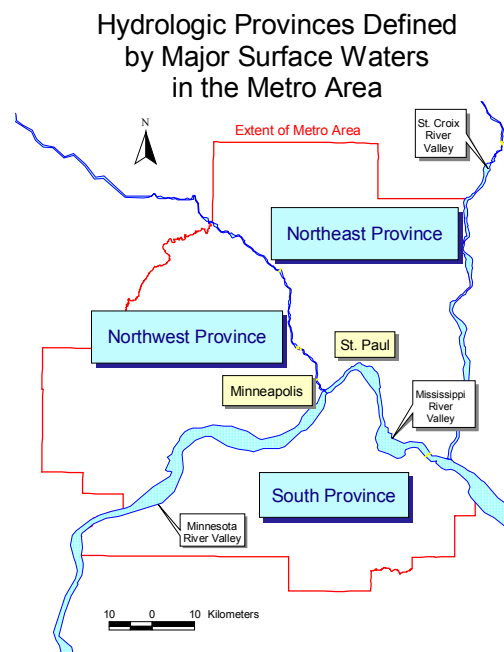 Hydrologic Provinces Defined
by Major Surface Waters
in the Metro Area
N
St. Croix
River
Valley
Extent of Metro Area
Northeast Province
Northwest Province
St. Paul
Minneapolis
Mississippi
River
Valley
South Province
Minnesota
River Valley
10 0 10 Kilometers